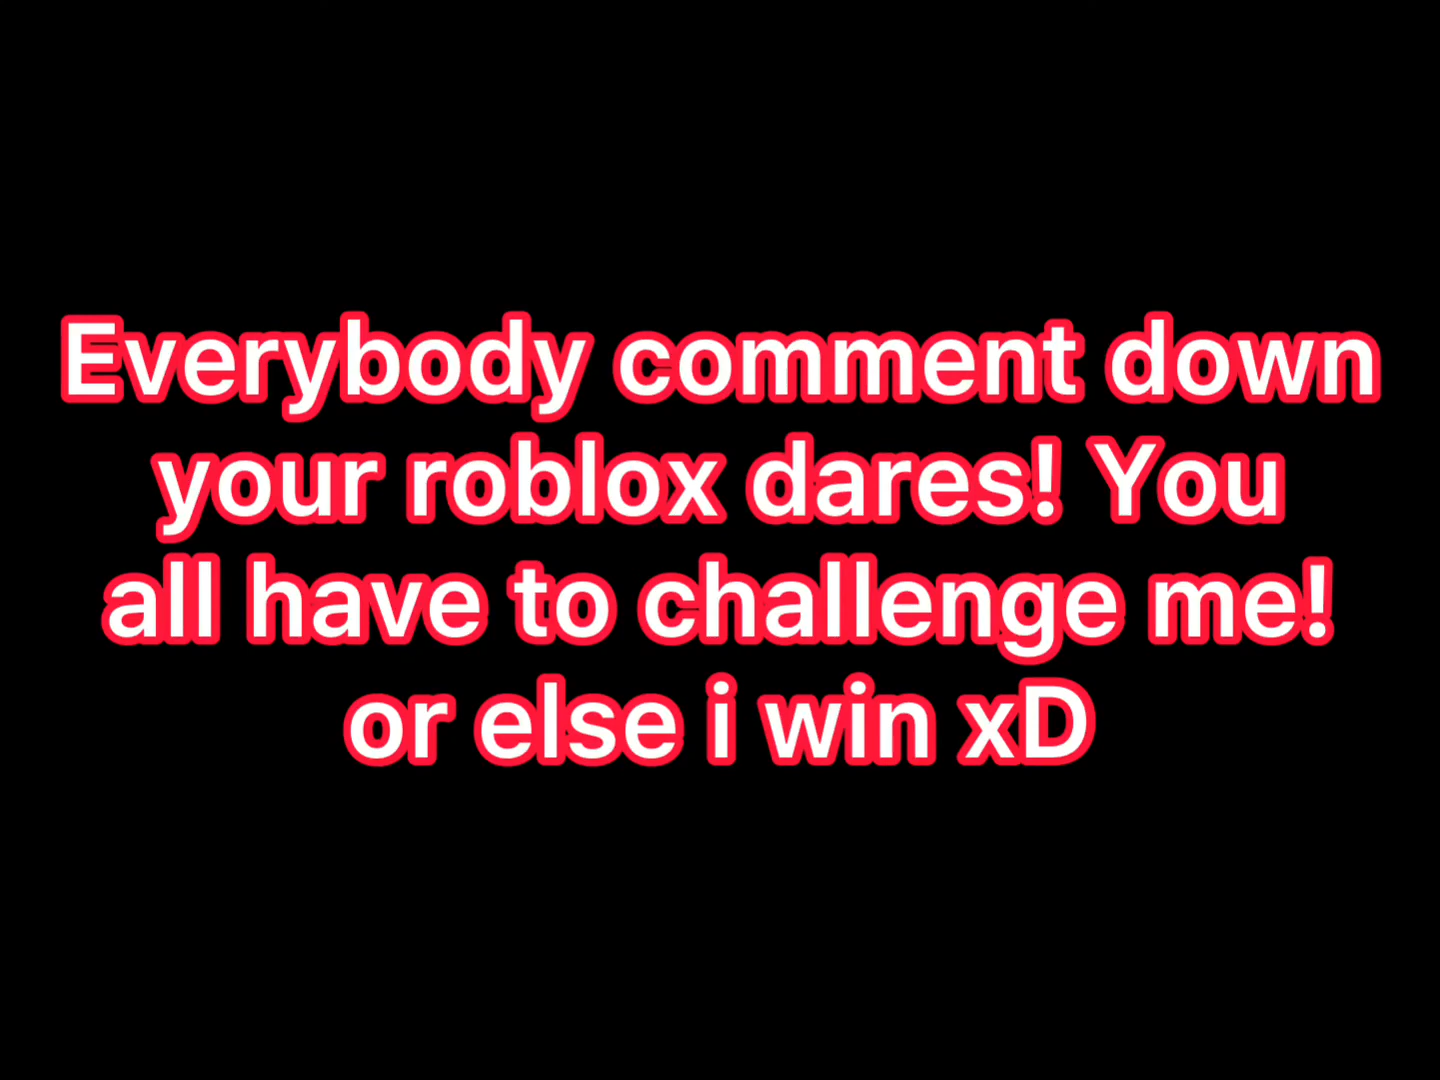 Everybody comment down
your roblox dares! You
all have to challenge me!
or else i win xD